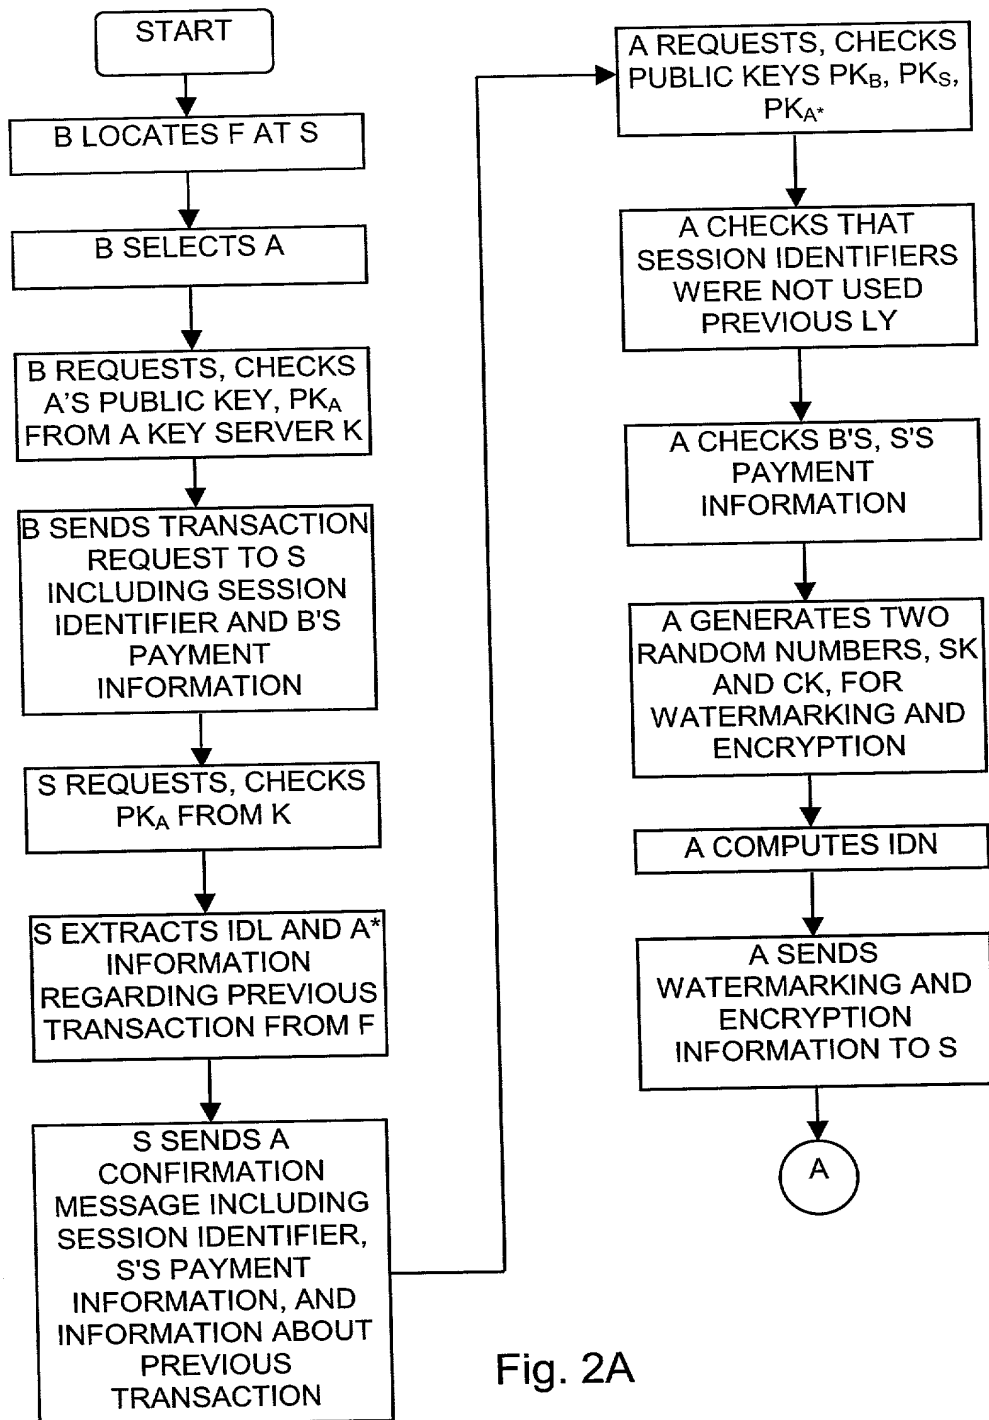 START
B LOCATES F AT S
B SELECTS A
B REQUESTS, CHECKS
A'S PUBLIC KEY, PKA
FROM A KEY SERVER K
B SENDS TRANSACTION
REQUEST TO S
INCLUDING SESSION
IDENTIFIER AND B'S
PAYMENT
INFORMATION
S REQUESTS, CHECKS
PKA FROM K
S EXTRACTS IDL AND A*
INFORMATION
REGARDING PREVIOUS
TRANSACTION FROM F
S SENDS A
CONFIRMATION
MESSAGE INCLUDING
SESSION IDENTIFIER,
S'S PAYMENT
INFORMATION, AND
INFORMATION ABOUT
PREVIOUS
TRANSACTION
A REQUESTS, CHECKS
PUBLIC KEYS PKB, PKS,
PKA*
A CHECKS THAT
SESSION IDENTIFIERS
WERE NOT USED
PREVIOUS LY
A CHECKS B'S, S'S
PAYMENT
INFORMATION
A GENERATES TWO
RANDOM NUMBERS, SK
AND CK, FOR
WATERMARKING AND
ENCRYPTION
A COMPUTES IDN
A SENDS
WATERMARKING AND
ENCRYPTION
INFORMATION TO S
A
Fig. 2A